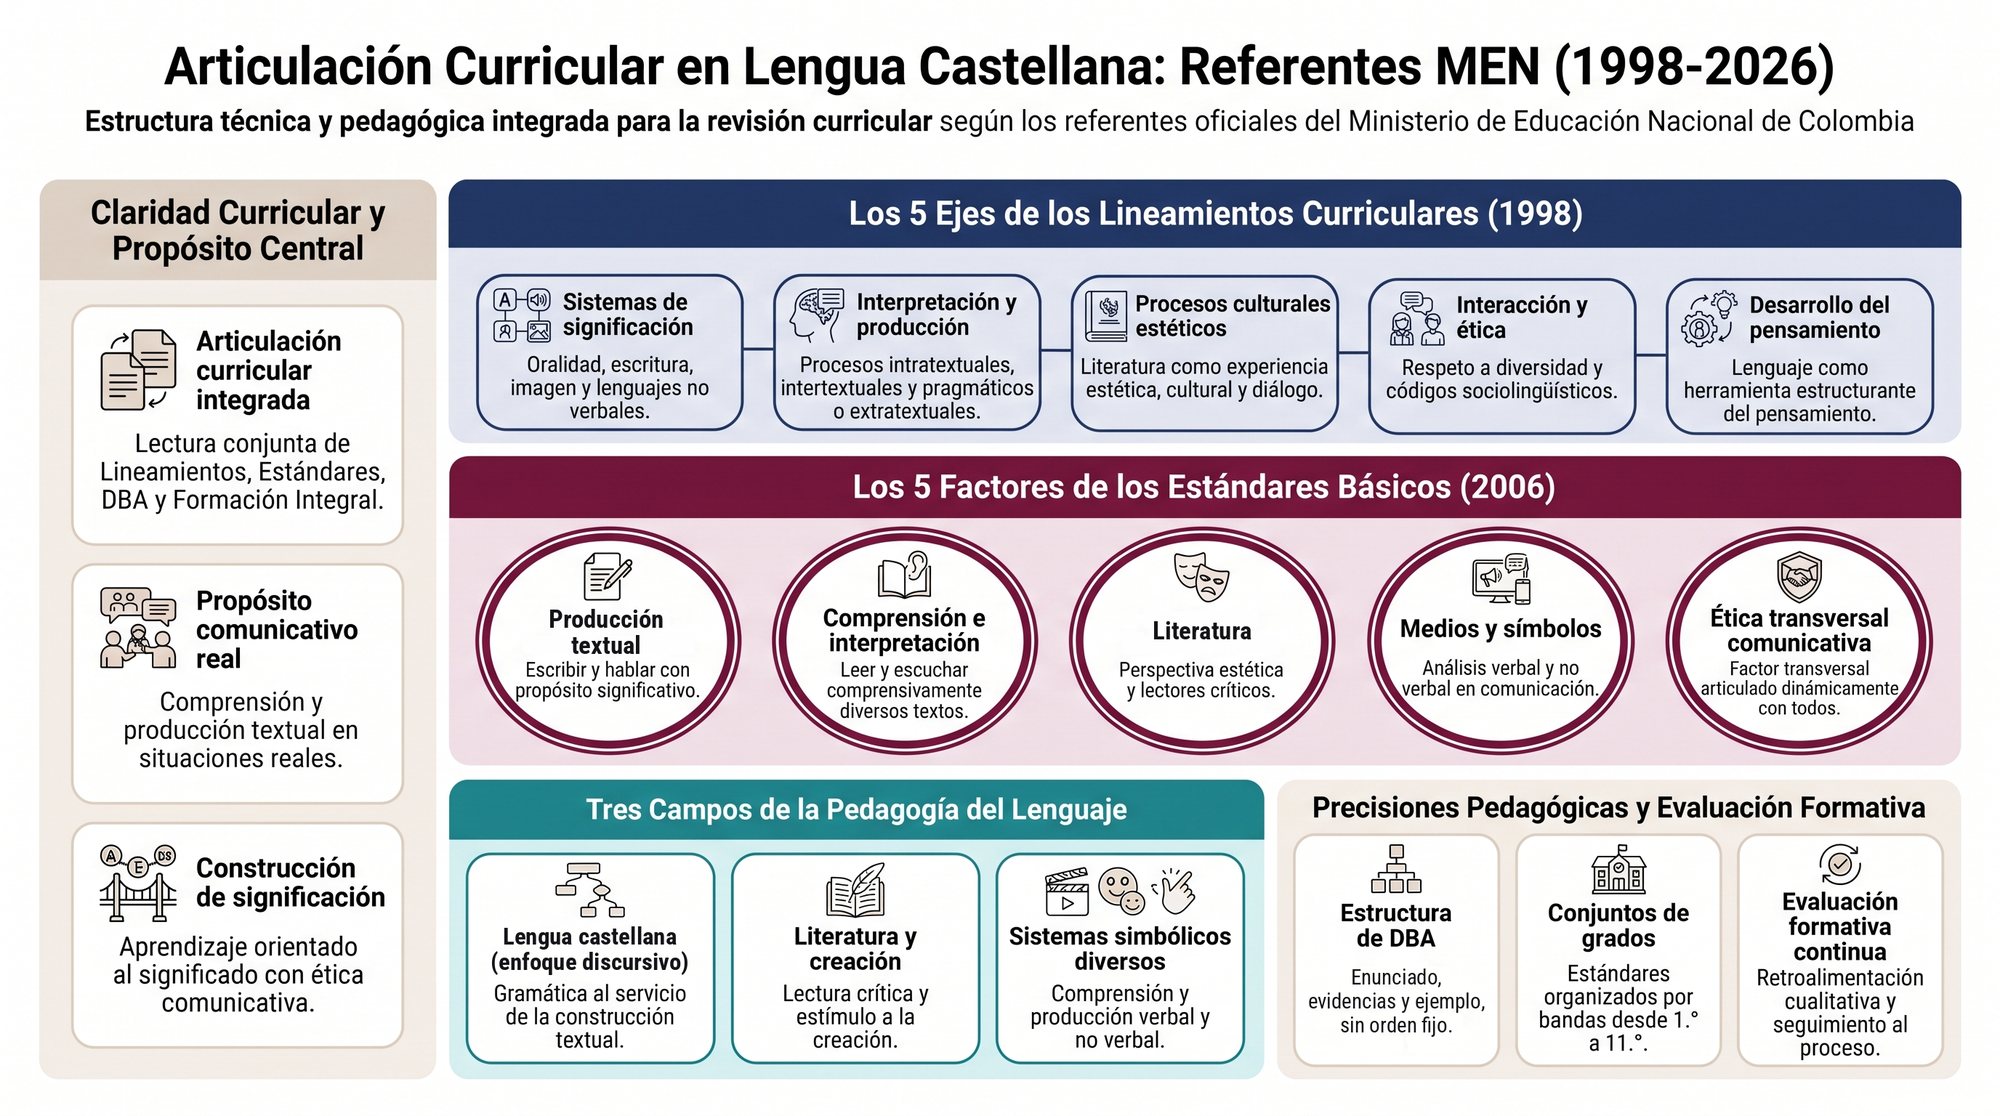 Articulación Curricular en Lengua Castellana: Referentes MEN (1998-2026)
Estructura técnica y pedagógica integrada para la revisión curricular según los referentes oficiales del Ministerio de Educación Nacional de Colombia
Claridad Curricular y
Propósito Central
Articulación
curricular
integrada
Lectura conjunta de
Lineamientos, Estándares,
DBA y Formación Integral.
Propósito
comunicativo
real
Comprensión y
producción textual en
situaciones reales.
A
E
DS
Construcción
de significación
Aprendizaje orientado
al significado con ética
comunicativa.
Los 5 Ejes de los Lineamientos Curriculares (1998)
A
Sistemas de
significación
Oralidad, escritura,
imagen y lenguajes no
verbales.
Interpretación y
producción
Procesos intratextuales,
intertextuales y pragmáticos
o extratextuales.
Procesos culturales
estéticos
Literatura como experiencia
estética, cultural y diálogo.
Interacción y
ética
Respeto a diversidad y
códigos sociolingüísticos.
Desarrollo del
pensamiento
Lenguaje como
herramienta estructurante
del pensamiento.
Los 5 Factores de los Estándares Básicos (2006)
Producción
textual
Escribir y hablar con
propósito significativo.
Comprensión e
interpretación
Leer y escuchar
comprensivamente
diversos textos.
Literatura
Perspectiva estética
y lectores críticos.
Medios y símbolos
Análisis verbal y no
verbal en comunicación.
Ética transversal
comunicativa
Factor transversal
articulado dinámicamente
con todos.
Tres Campos de la Pedagogía del Lenguaje
Lengua castellana
(enfoque discursivo)
Gramática al servicio
de la construcción
textual.
Literatura y
creación
Lectura crítica y
estímulo a la
creación.
Sistemas simbólicos
diversos
Comprensión y
producción verbal y
no verbal.
Precisiones Pedagógicas y Evaluación Formativa
Estructura
de DBA
Enunciado,
evidencias y ejemplo,
sin orden fijo.
Conjuntos de
grados
Estándares
organizados por
bandas desde 1.°
a 11.°.
Evaluación
formativa
continua
Retroalimentación
cualitativa y
seguimiento al
proceso.